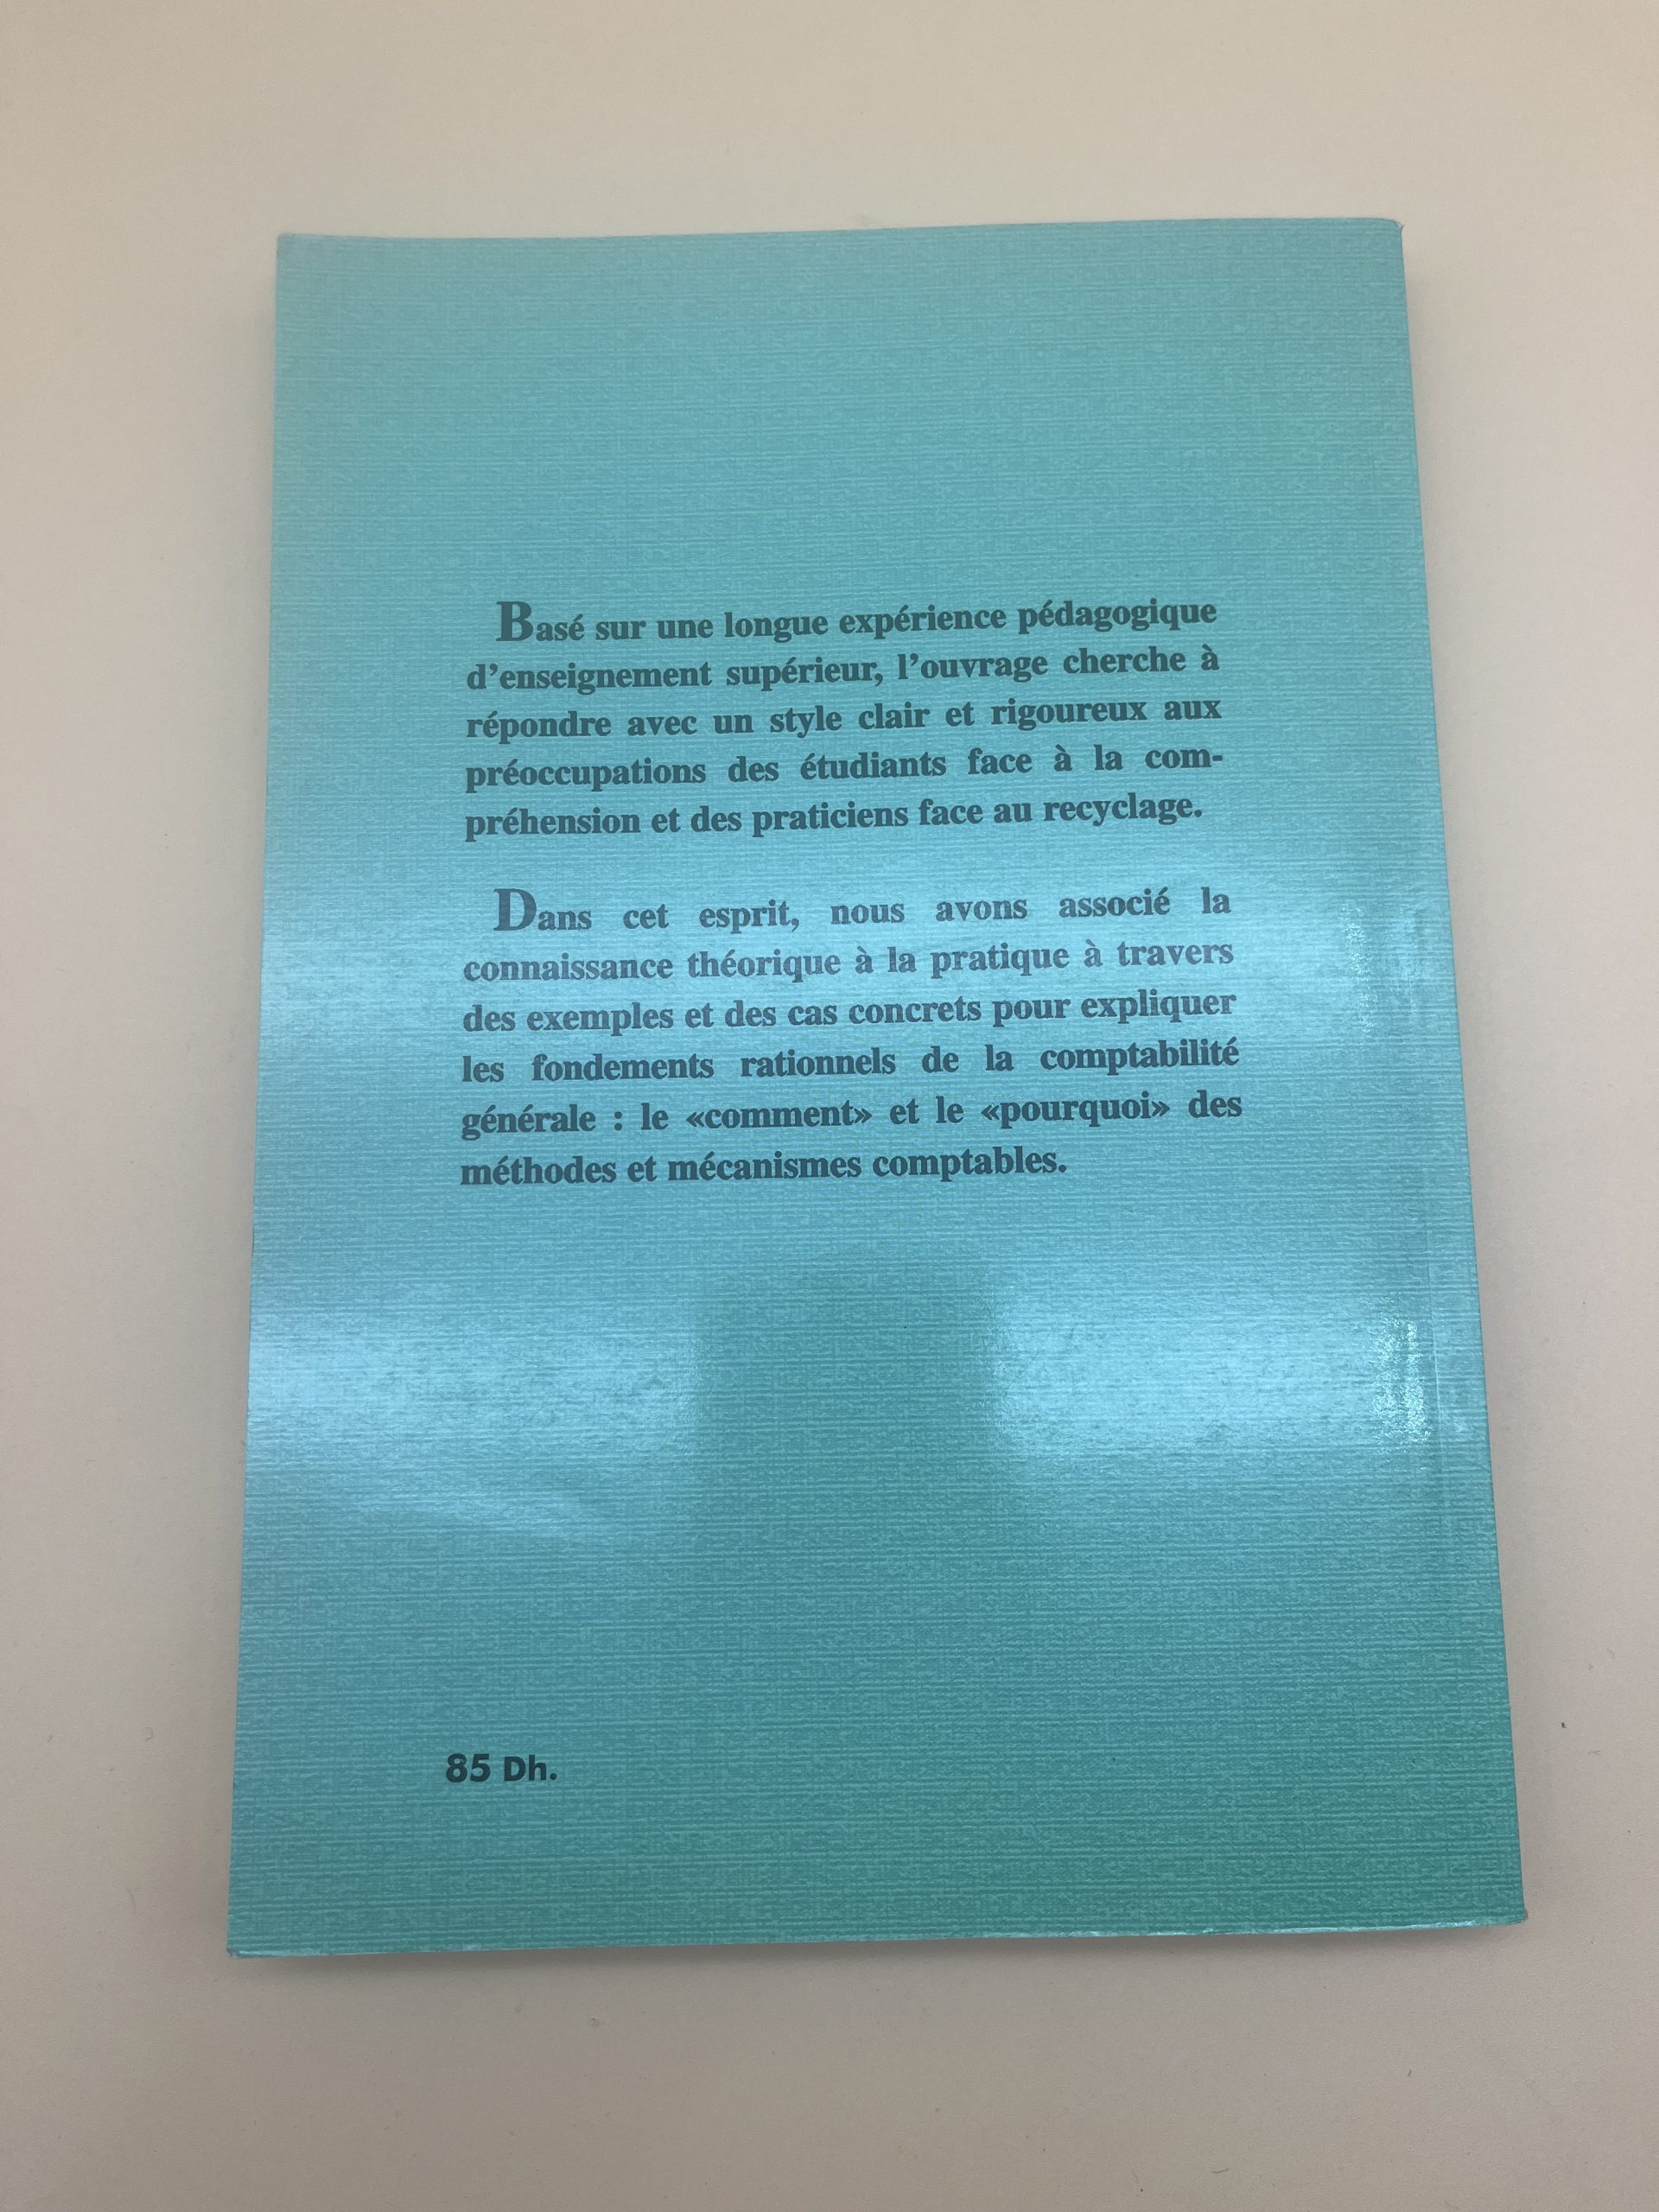 Basé sur une longue expérience pédagogique
d’enseignement supérieur, l’ouvrage cherche à
répondre avec un style clair et rigoureux aux
préoccupations des étudiants face à la com-
préhension et des praticiens face au recyclage.
Dans cet esprit, nous avons associé la
connaissance théorique à la pratique à travers
des exemples et des cas concrets pour expliquer
les fondements rationnels de la comptabilité
générale : le «comment» et le «pourquoi» des
méthodes et mécanismes comptables.
85 Dh.